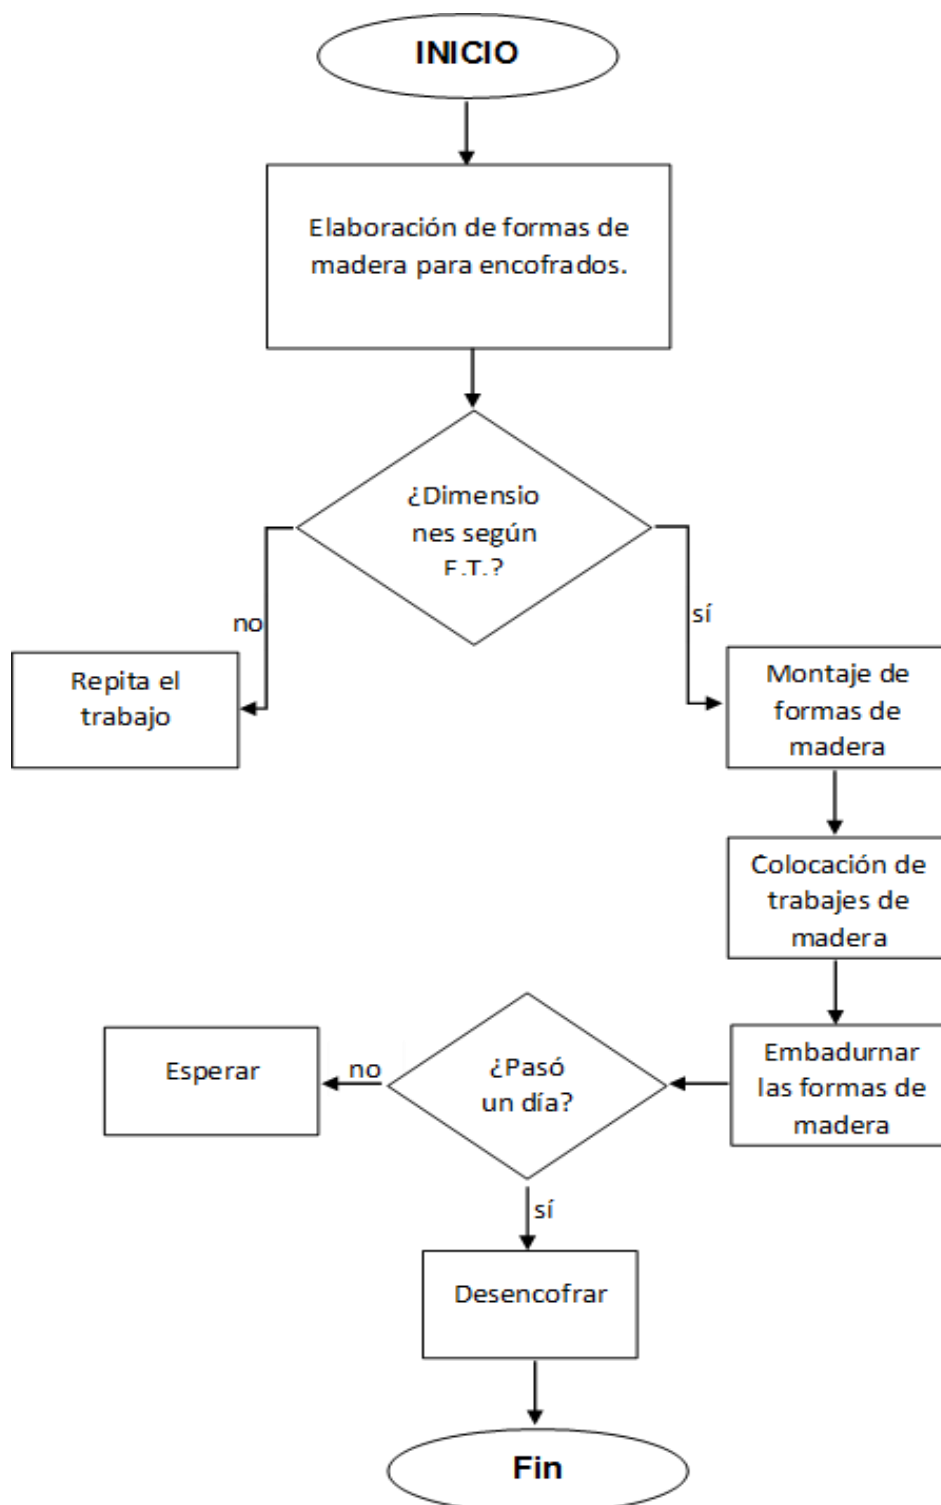 INICIO
Elaboración de formas de
madera para encofrados.
¿Dimensio
nes según
E.T.?
no
sí
Repita el
trabajo
Montaje de
formas de
madera
Colocación de
trabajes de
madera
Embadurnar
las formas de
madera
¿Pasó
un día?
no
Esperar
sí
Desencofrar
Fin